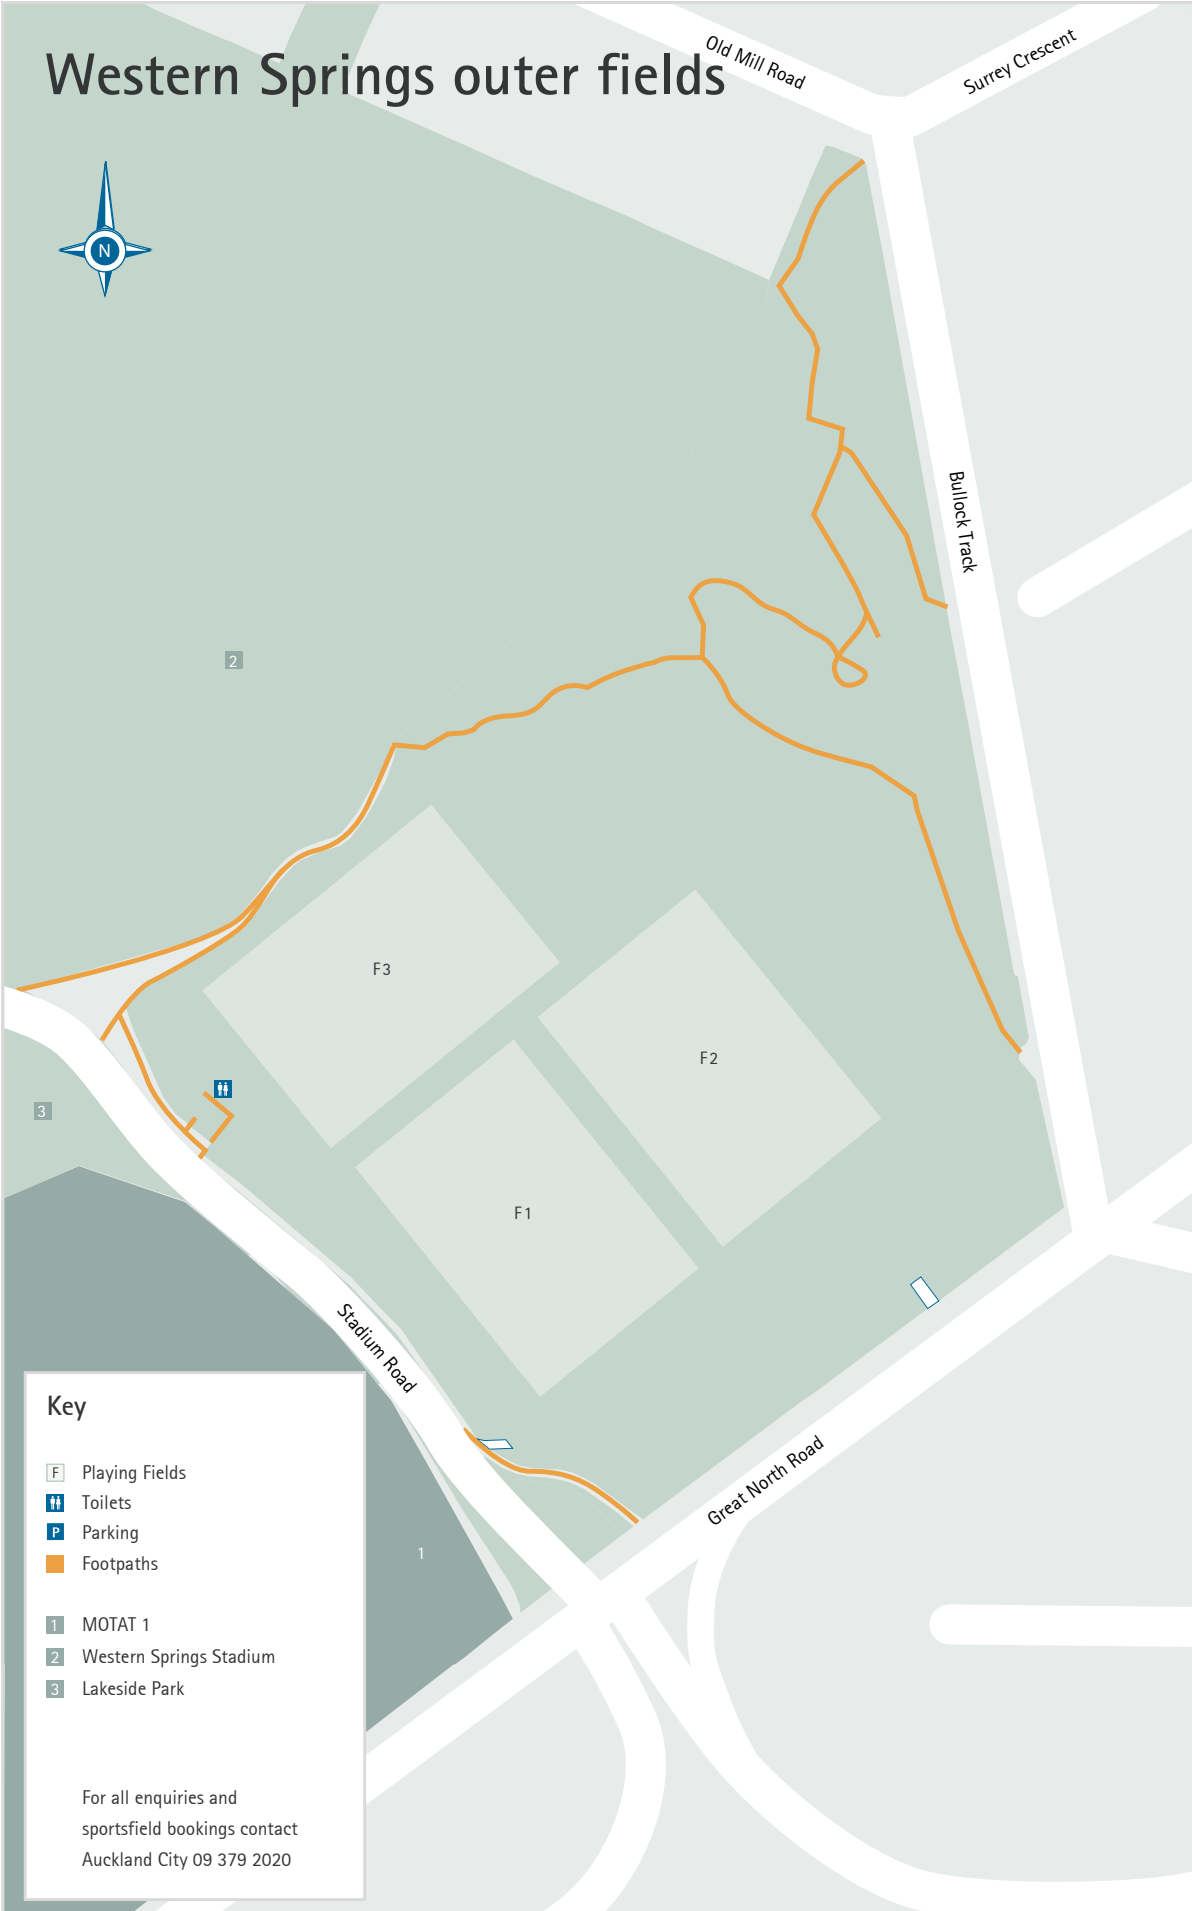 Western Springs outer fields
Old Mill Road
Surrey Crescent
N
Bullock Track
2
F3
F2
3
F1
Stadium Road
Great North Road
1
Key
F Playing Fields
Toilets
P Parking
Footpaths
1 MOTAT 1
2 Western Springs Stadium
3 Lakeside Park
For all enquiries and
sportsfield bookings contact
Auckland City 09 379 2020